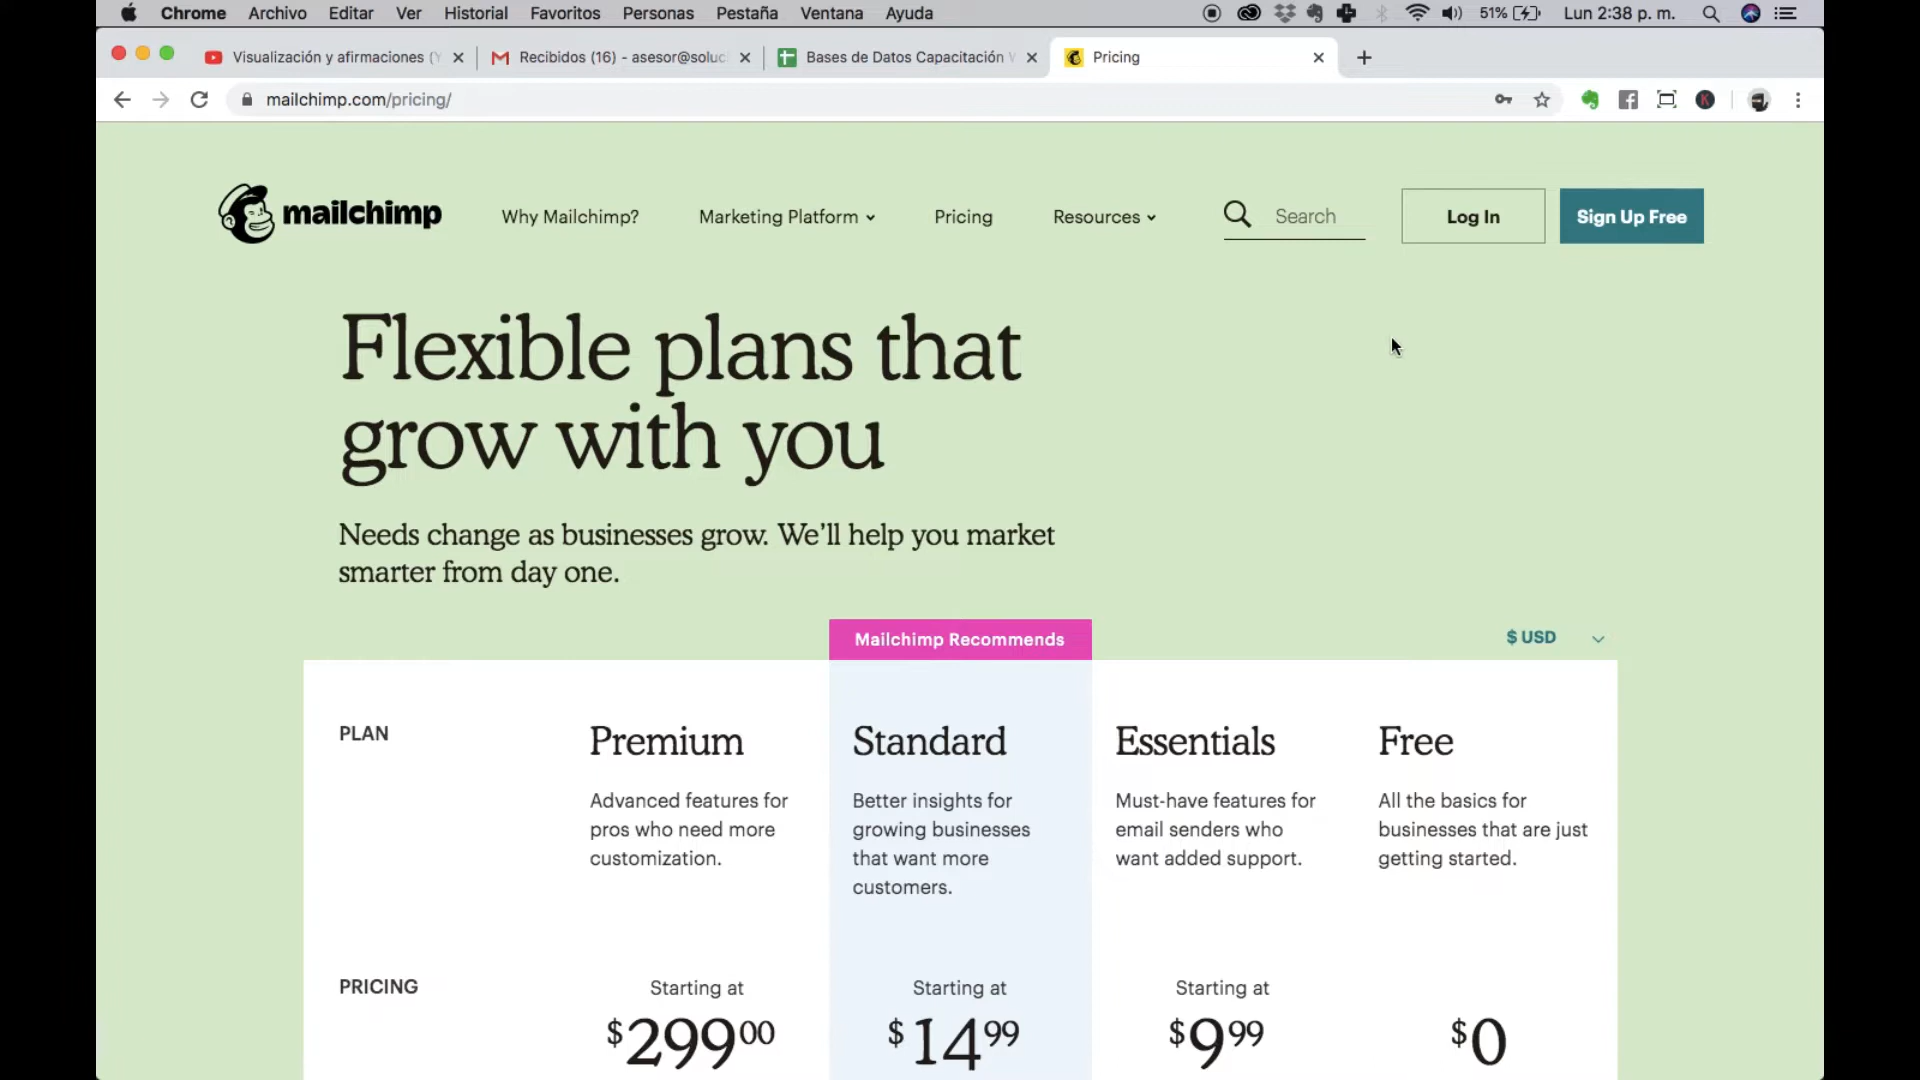 Chrome Archivo Editar Ver Historial Favoritos Personas Pestaña Ventana Ayuda 51% Lun 2:38 p. m.
Visualización y afirmaciones (Y Recibidos (16) - asesor@soluc Bases de Datos Capacitación V Pricing
mailchimp.com/pricing/
mailchimp Why Mailchimp? Marketing Platform Pricing Resources Search Log In Sign Up Free
Flexible plans that
grow with you
Needs change as businesses grow. We'll help you market
smarter from day one.
Mailchimp Recommends $ USD
PLAN Premium Standard Essentials Free
Advanced features for Better insights for Must-have features for All the basics for
pros who need more growing businesses email senders who businesses that are just
customization. that want more want added support. getting started.
customers.
PRICING Starting at Starting at Starting at
$299 00 $14 99 $9 99 $0